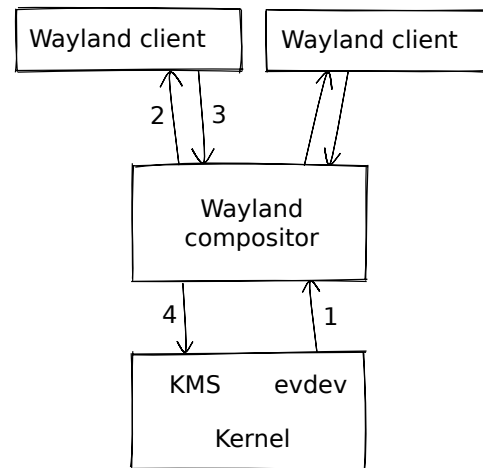 Wayland client
Wayland client
2
3
Wayland
compositor
4
1
KMS
evdev
Kernel